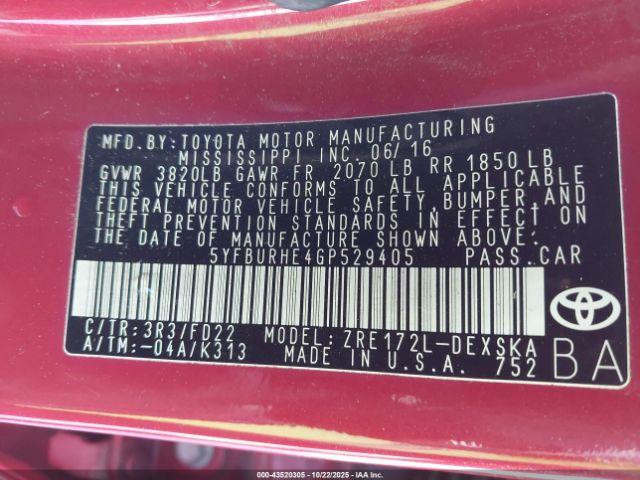 MFD.BY:TOYOTA MOTOR MANUFACTURING
MISSISSIPPI INC. 06/16
GVWR 3820LB GAWR FR 2070 LB RR 1850 LB
THIS VEHICLE CONFORMS TO ALL APPLICABLE
FEDERAL MOTOR VEHICLE SAFETY, BUMPER, AND
THEFT PREVENTION STANDARDS IN EFFECT ON
THE DATE OF MANUFACTURE SHOWN ABOVE.
5YFBURHE4GP529405 PASS.CAR
C/TR:3R3/FD22 MODEL: ZRE172L-DEXSKA
A/TM:-04A/K313 MADE IN U.S.A. 752
BA
000-43520305 - 10/22/2025 - IAAI, Inc.